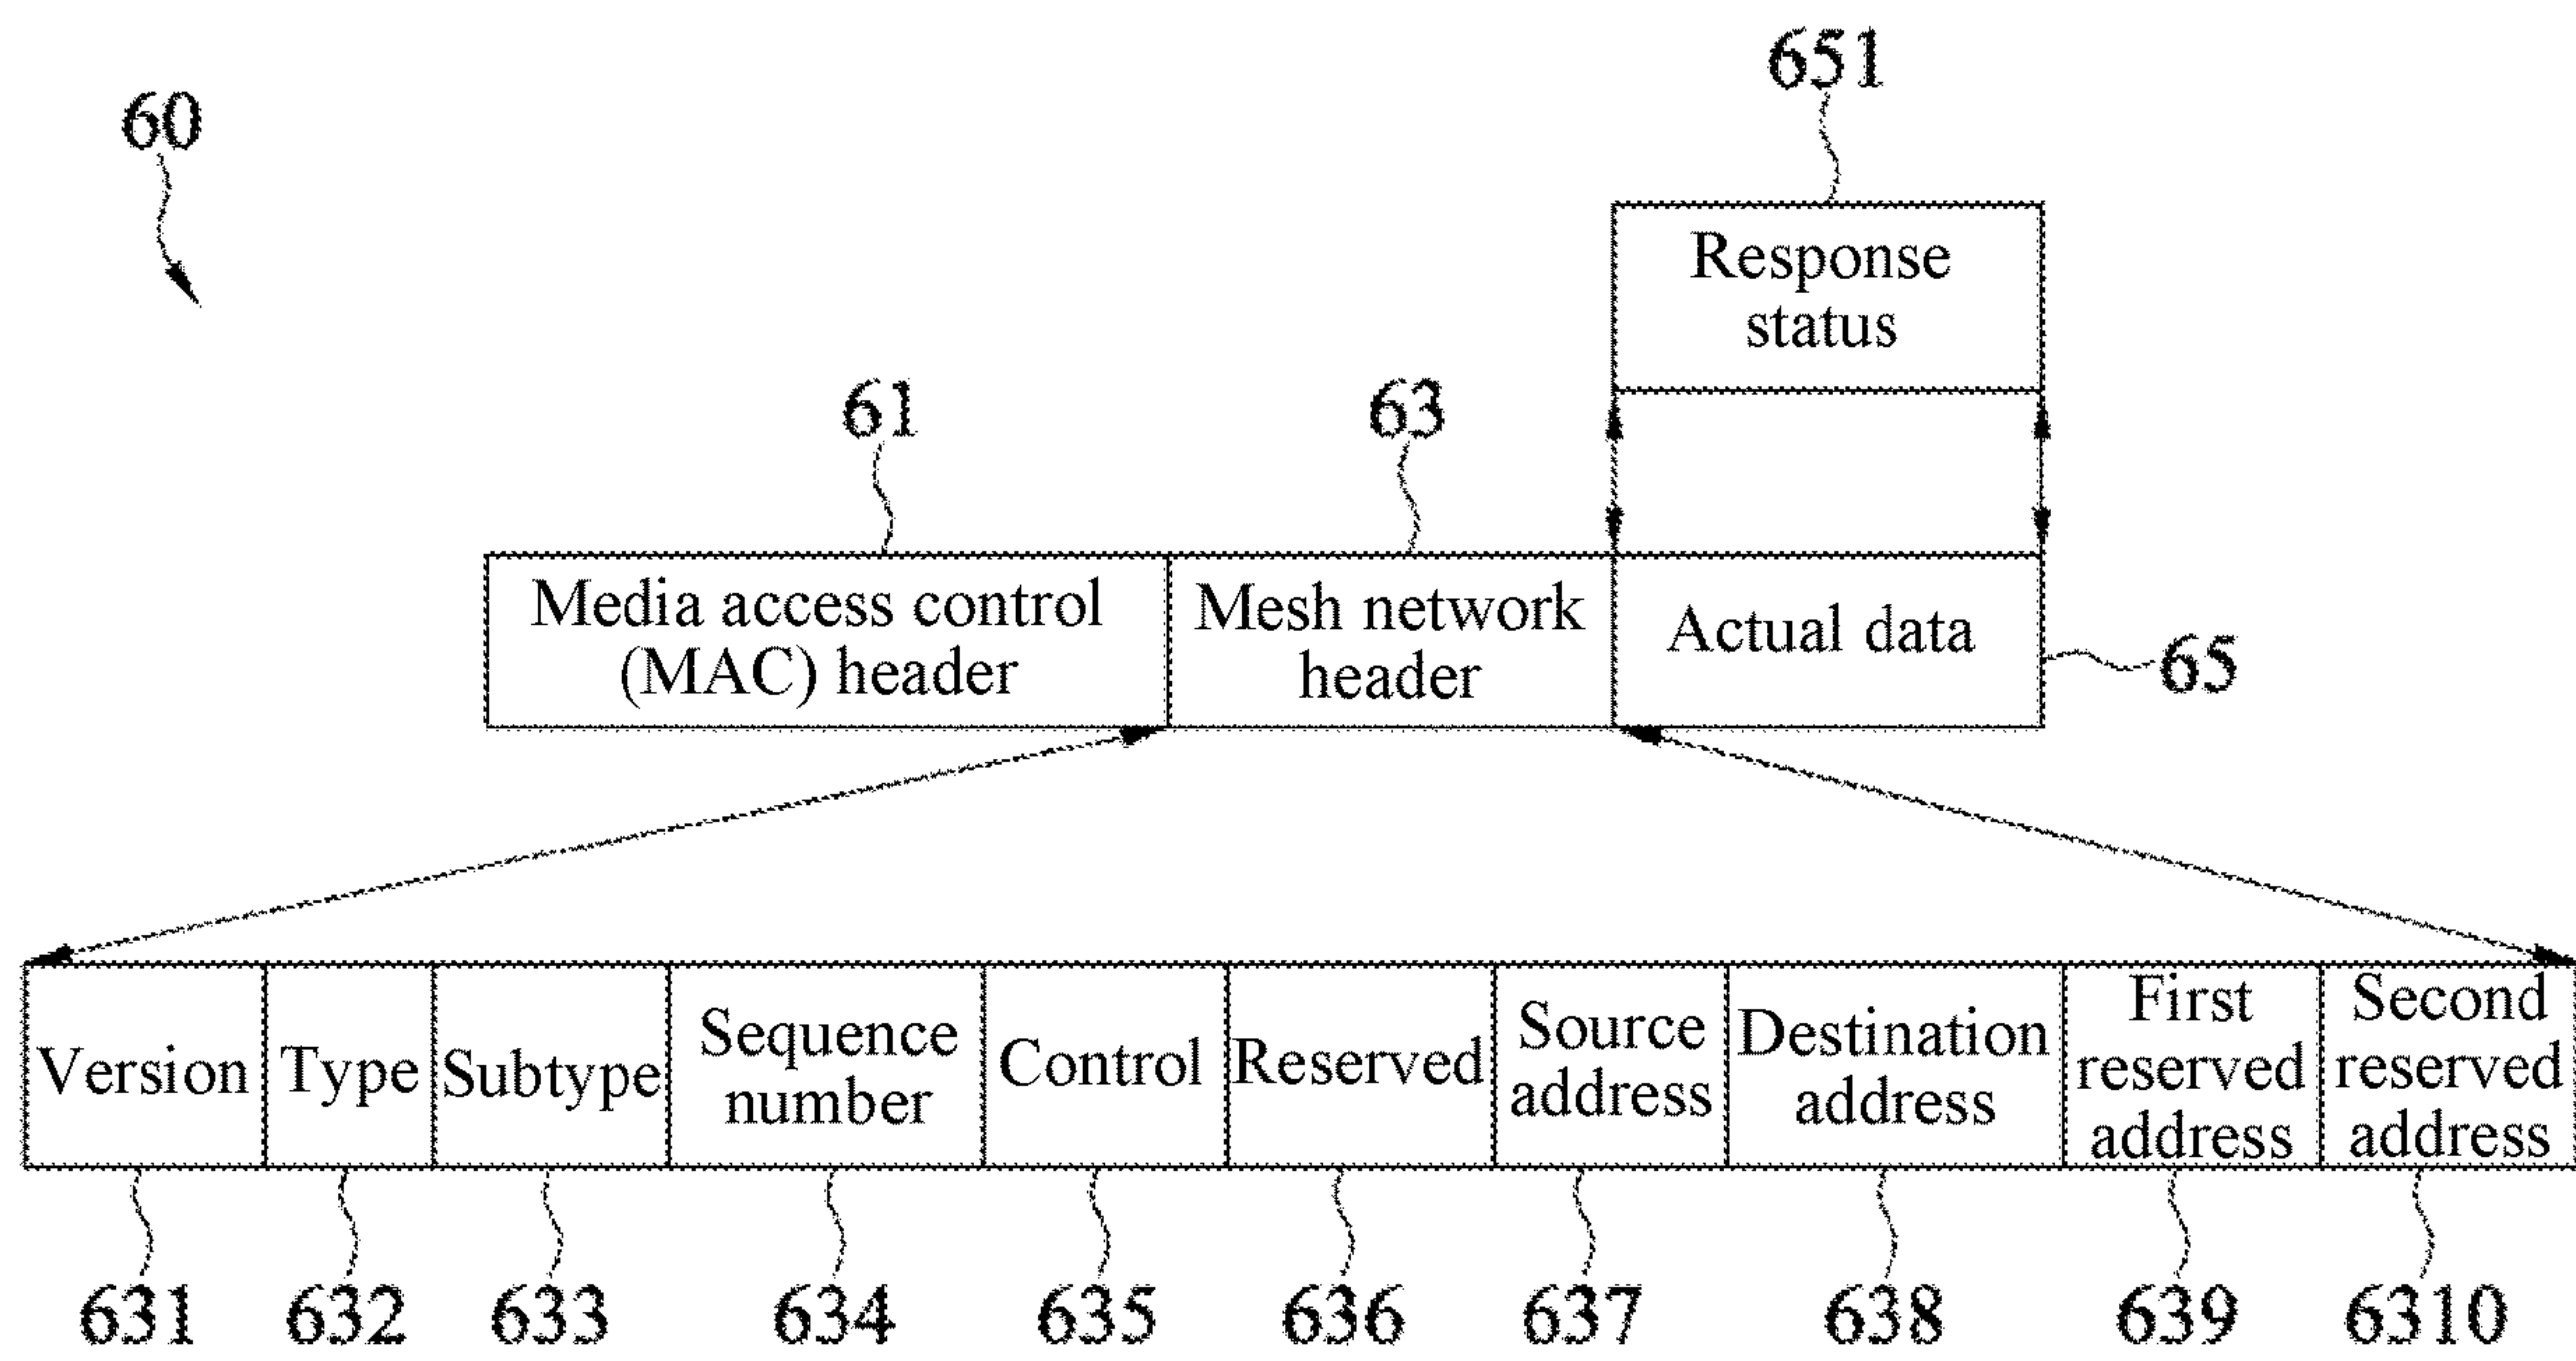 651
60
Response
status
61
63
Media access control
(MAC) header
Mesh network
header
Actual data
65
Version
Type
Subtype
Sequence
number
Control
Reserved
Source
address
Destination
address
First
reserved
address
Second
reserved
address
631
632
633
634
635
636
637
638
639
6310